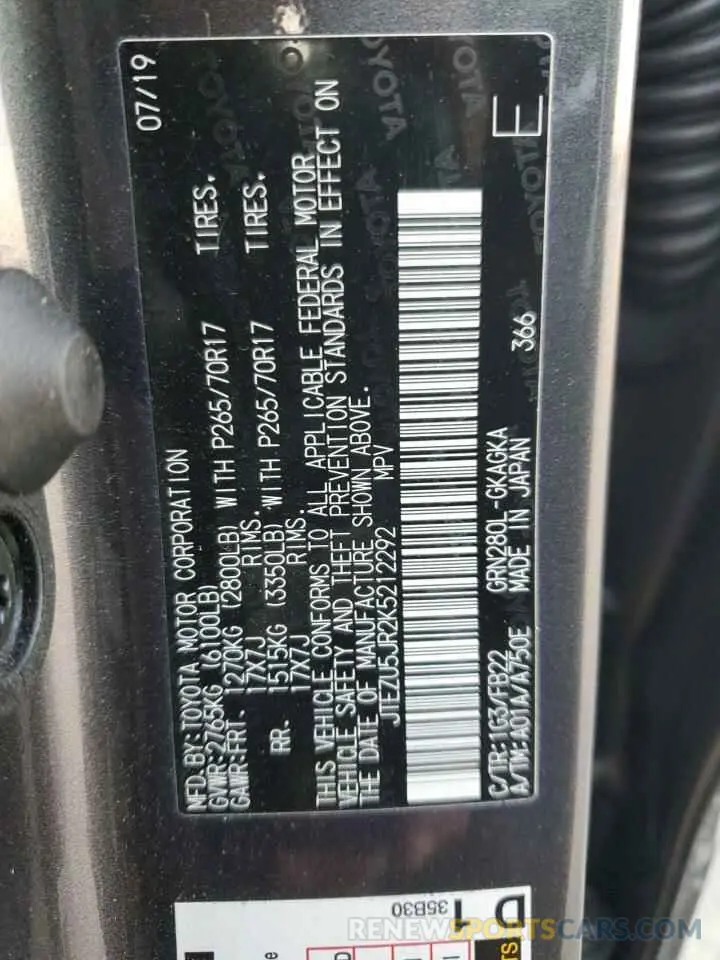 MFD. BY: TOYOTA MOTOR CORPORATION 07/19
GVWR: 2765KG (6100LB)
GAWR: FRT. 1270KG (2800LB) WITH P265/70R17 TIRES.
17X7J RIMS.
RR. 1515KG (3350LB) WITH P265/70R17 TIRES.
17X7J RIMS.
THIS VEHICLE CONFORMS TO ALL APPLICABLE FEDERAL MOTOR
VEHICLE SAFETY AND THEFT PREVENTION STANDARDS IN EFFECT ON
THE DATE OF MANUFACTURE SHOWN ABOVE.
JTEZU5JR2K5212292 MPV
C/TR: 1G3/FB22 GRN280L-GKAGKA 366
A/TM: A01A/A750E MADE IN JAPAN
E
TOYOTA
35B30
RENEWSPORTSCARS.COM